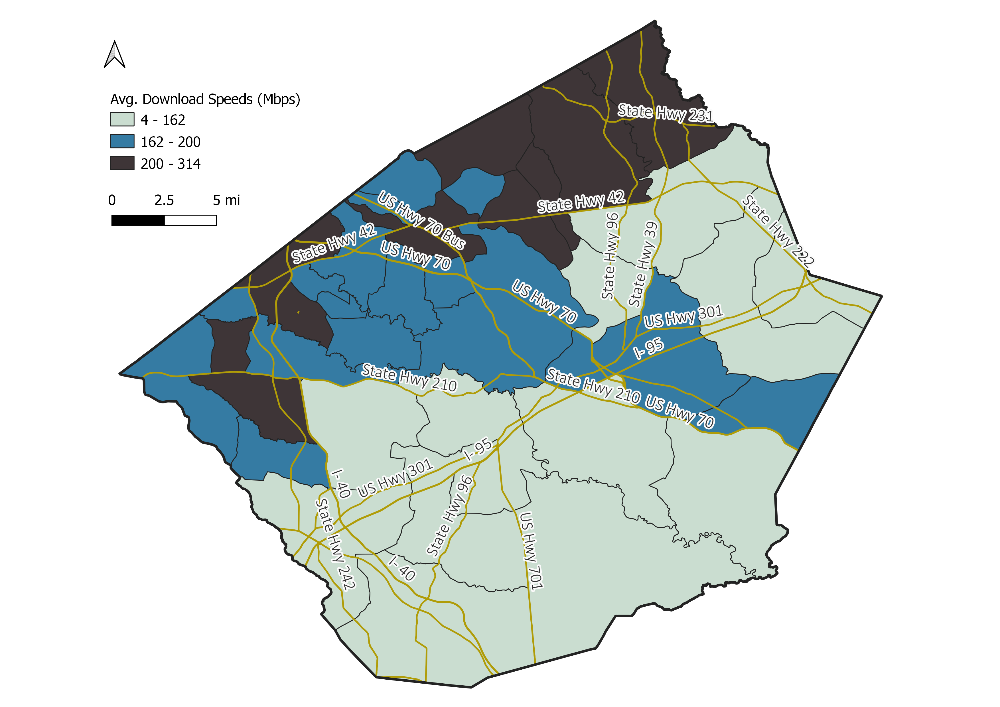 Avg. Download Speeds (Mbps)
4 - 162
162 - 200
200 - 314
0 2.5 5 mi
State Hwy 231
State Hwy 42
US Hwy 70 Bus
State Hwy 42
US Hwy 70
State Hwy 96
State Hwy 39
State Hwy 222
US Hwy 70
US Hwy 301
I- 95
State Hwy 210
State Hwy 210
US Hwy 70
I- 95
US Hwy 301
I- 40
State Hwy 96
State Hwy 242
US Hwy 701
I- 40